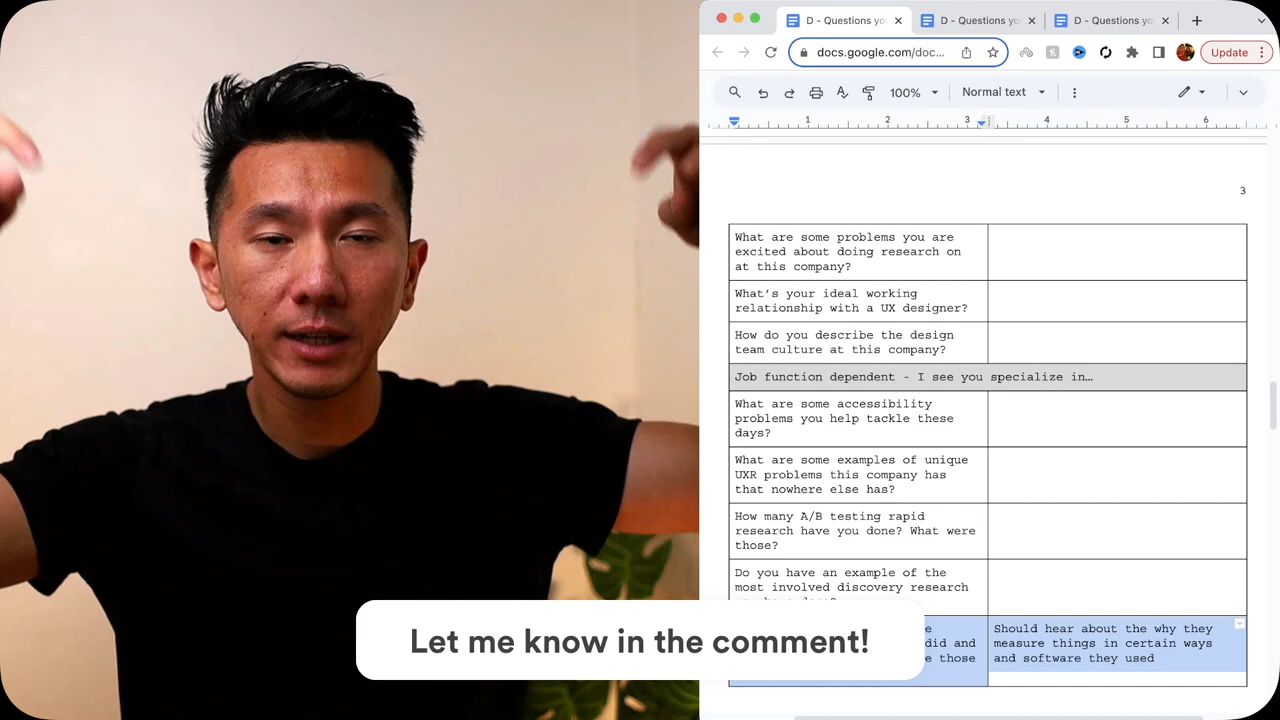 D - Questions yo
D - Questions yo
D - Questions yo
docs.google.com/doc...
Update
100%
Normal text
1 2 3 4 5 6
3
What are some problems you are
excited about doing research on
at this company?
What's your ideal working
relationship with a UX designer?
How do you describe the design
team culture at this company?
Job function dependent - I see you specialize in…
What are some accessibility
problems you help tackle these
days?
What are some examples of unique
UXR problems this company has
that nowhere else has?
How many A/B testing rapid
research have you done? What were
those?
Do you have an example of the
most involved discovery research
did and
those
Should hear about the why they
measure things in certain ways
and software they used
Let me know in the comment!